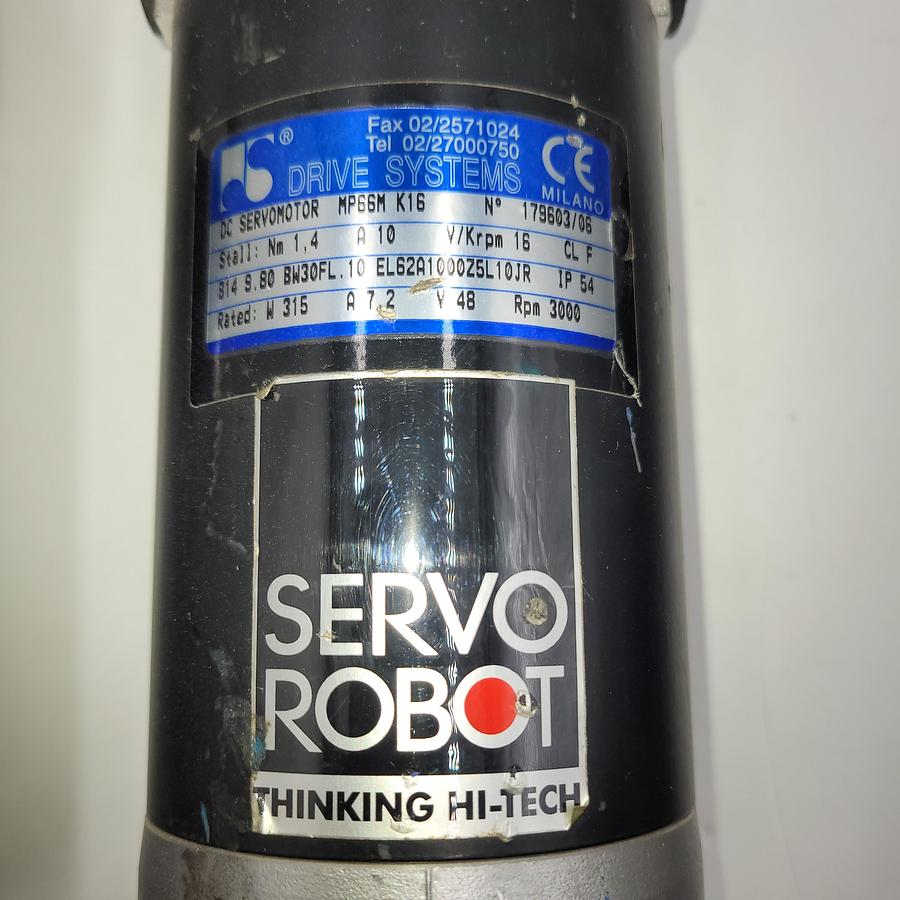 ®
Fax 02/2571024
Tel 02/27000750
DRIVE SYSTEMS
CE
MILANO
DC SERVOMOTOR MP66M K16 N° 179603/06
Stall: Nm 1,4 A 10 V/Krpm 16 CL F
B14 S.80 BW30FL.10 EL62A1000Z5L10JR IP 54
Rated: W 315 A 7,2 V 48 Rpm 3000
SERVO
ROBOT
THINKING HI-TECH